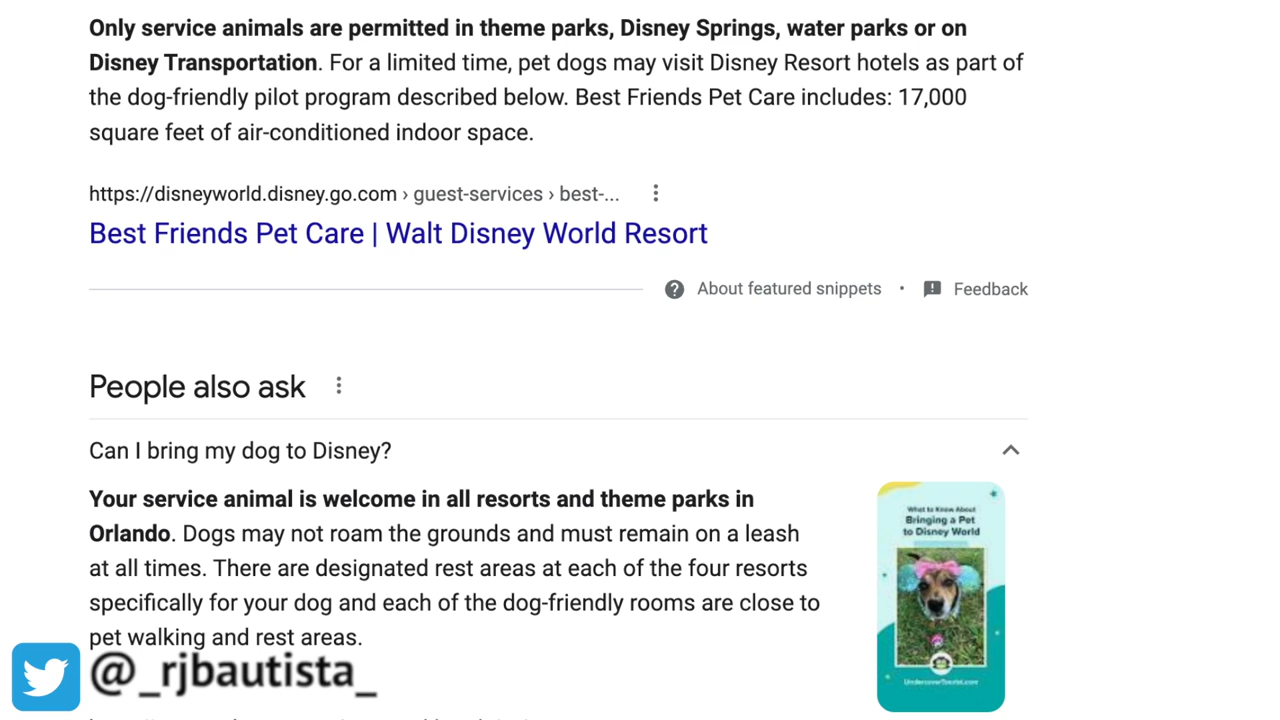 Only service animals are permitted in theme parks, Disney Springs, water parks or on
Disney Transportation. For a limited time, pet dogs may visit Disney Resort hotels as part of
the dog-friendly pilot program described below. Best Friends Pet Care includes: 17,000
square feet of air-conditioned indoor space.
https://disneyworld.disney.go.com › guest-services › best-...
Best Friends Pet Care | Walt Disney World Resort
About featured snippets • Feedback
People also ask
Can I bring my dog to Disney?
Your service animal is welcome in all resorts and theme parks in
Orlando. Dogs may not roam the grounds and must remain on a leash
at all times. There are designated rest areas at each of the four resorts
specifically for your dog and each of the dog-friendly rooms are close to
pet walking and rest areas.
What to Know About
Bringing a Pet
to Disney World
UndercoverTourist.com
@_rjbautista_